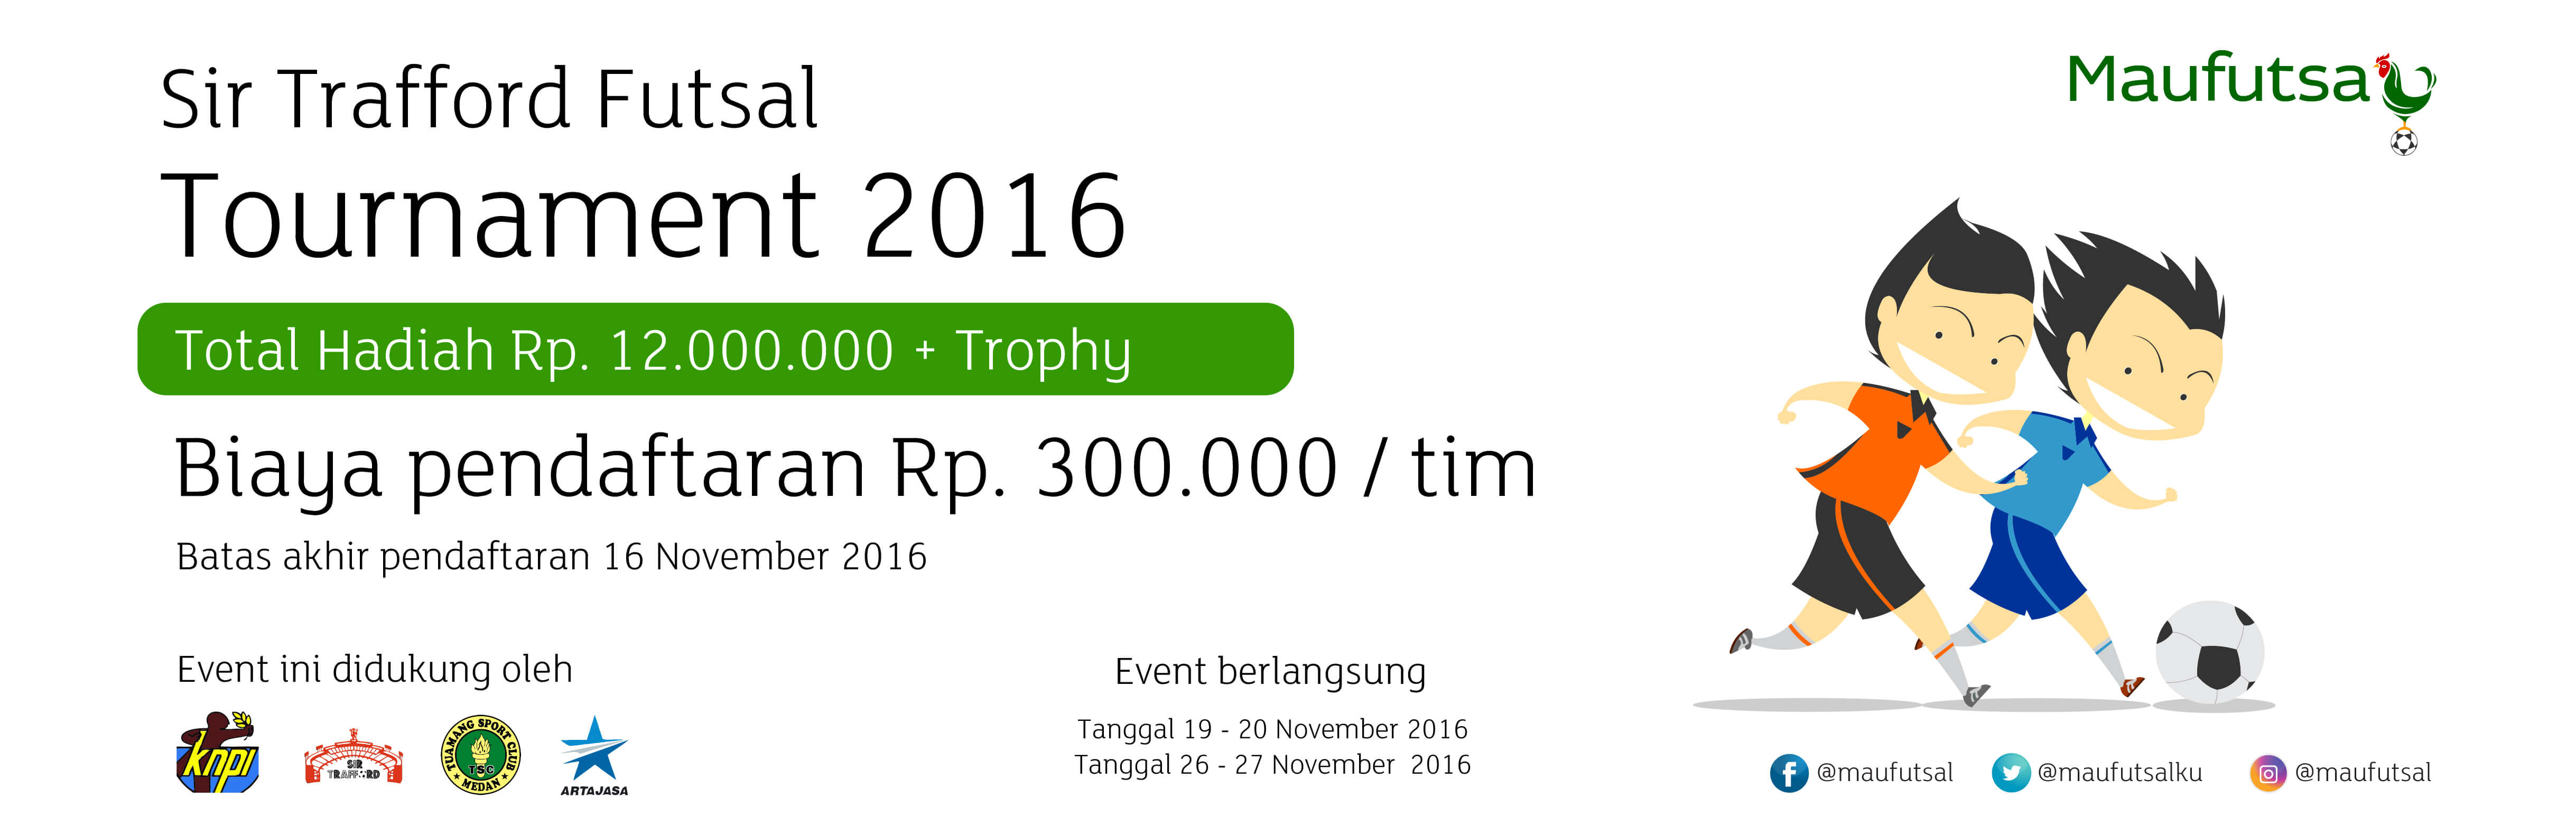 Sir Trafford Futsal
Tournament 2016
Total Hadiah Rp. 12.000.000 + Trophy
Biaya pendaftaran Rp. 300.000 / tim
Batas akhir pendaftaran 16 November 2016
Event ini didukung oleh
knpi
SIR
TRAFFORD
TUAMANG SPORT CLUB
TSC
MEDAN
ARTAJASA
Event berlangsung
Tanggal 19 - 20 November 2016
Tanggal 26 - 27 November 2016
Maufutsal
@maufutsal
@maufutsalku
@maufutsal